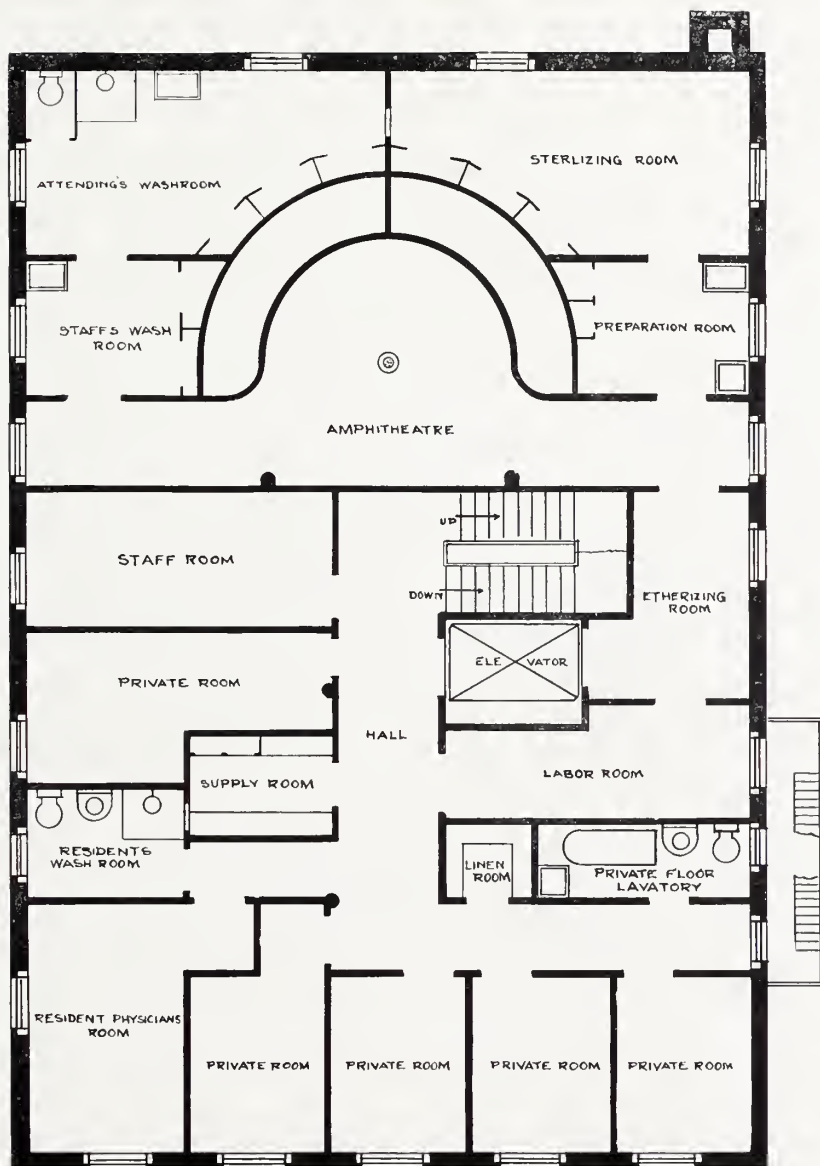 ATTENDING'S WASHROOM
STERLIZING ROOM
STAFFS WASH
ROOM
PREPARATION ROOM
AMPHITHEATRE
STAFF ROOM
UP
DOWN
ETHERIZING
ROOM
ELEVATOR
PRIVATE ROOM
HALL
LABOR ROOM
SUPPLY ROOM
RESIDENTS
WASH ROOM
LINEN
ROOM
PRIVATE FLOOR
LAVATORY
RESIDENT PHYSICIANS
ROOM
PRIVATE ROOM
PRIVATE ROOM
PRIVATE ROOM
PRIVATE ROOM